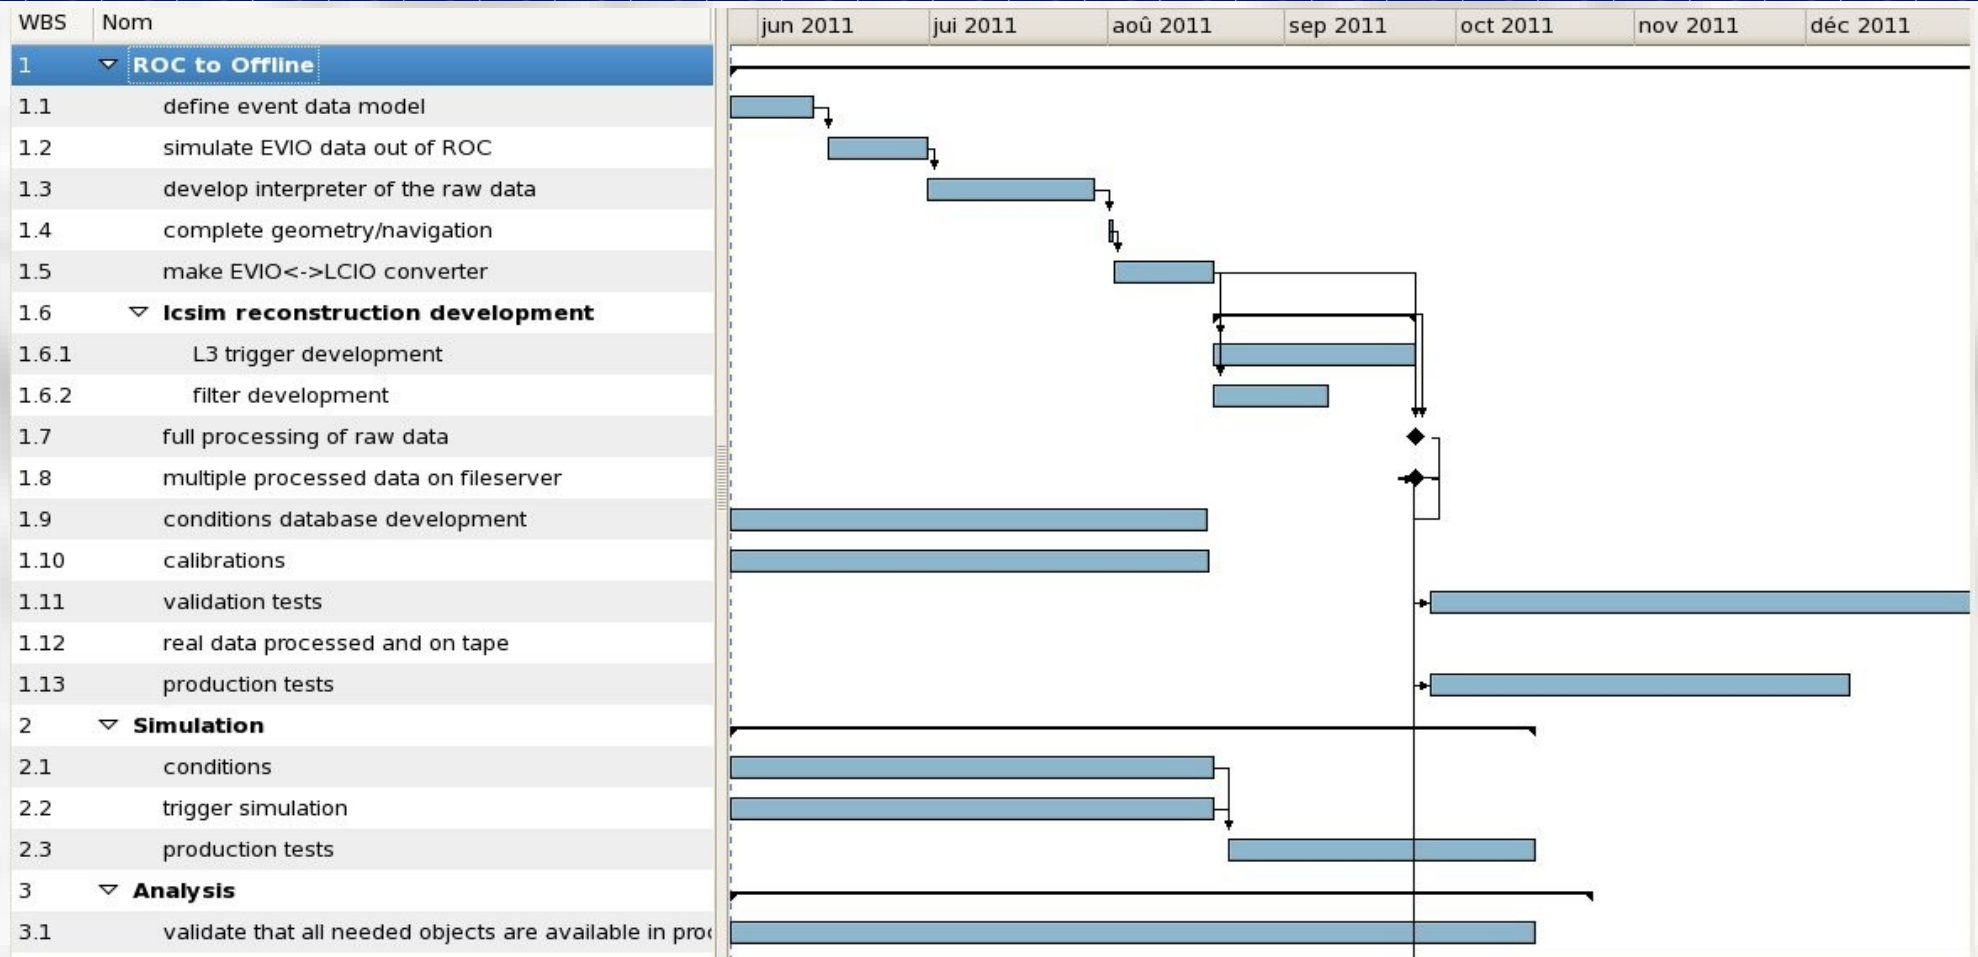 WBS Nom jun 2011 jui 2011 aoû 2011 sep 2011 oct 2011 nov 2011 déc 2011
1 ROC to Offline
1.1 define event data model
1.2 simulate EVIO data out of ROC
1.3 develop interpreter of the raw data
1.4 complete geometry/navigation
1.5 make EVIO<->LCIO converter
1.6 lcsim reconstruction development
1.6.1 L3 trigger development
1.6.2 filter development
1.7 full processing of raw data
1.8 multiple processed data on fileserver
1.9 conditions database development
1.10 calibrations
1.11 validation tests
1.12 real data processed and on tape
1.13 production tests
2 Simulation
2.1 conditions
2.2 trigger simulation
2.3 production tests
3 Analysis
3.1 validate that all needed objects are available in